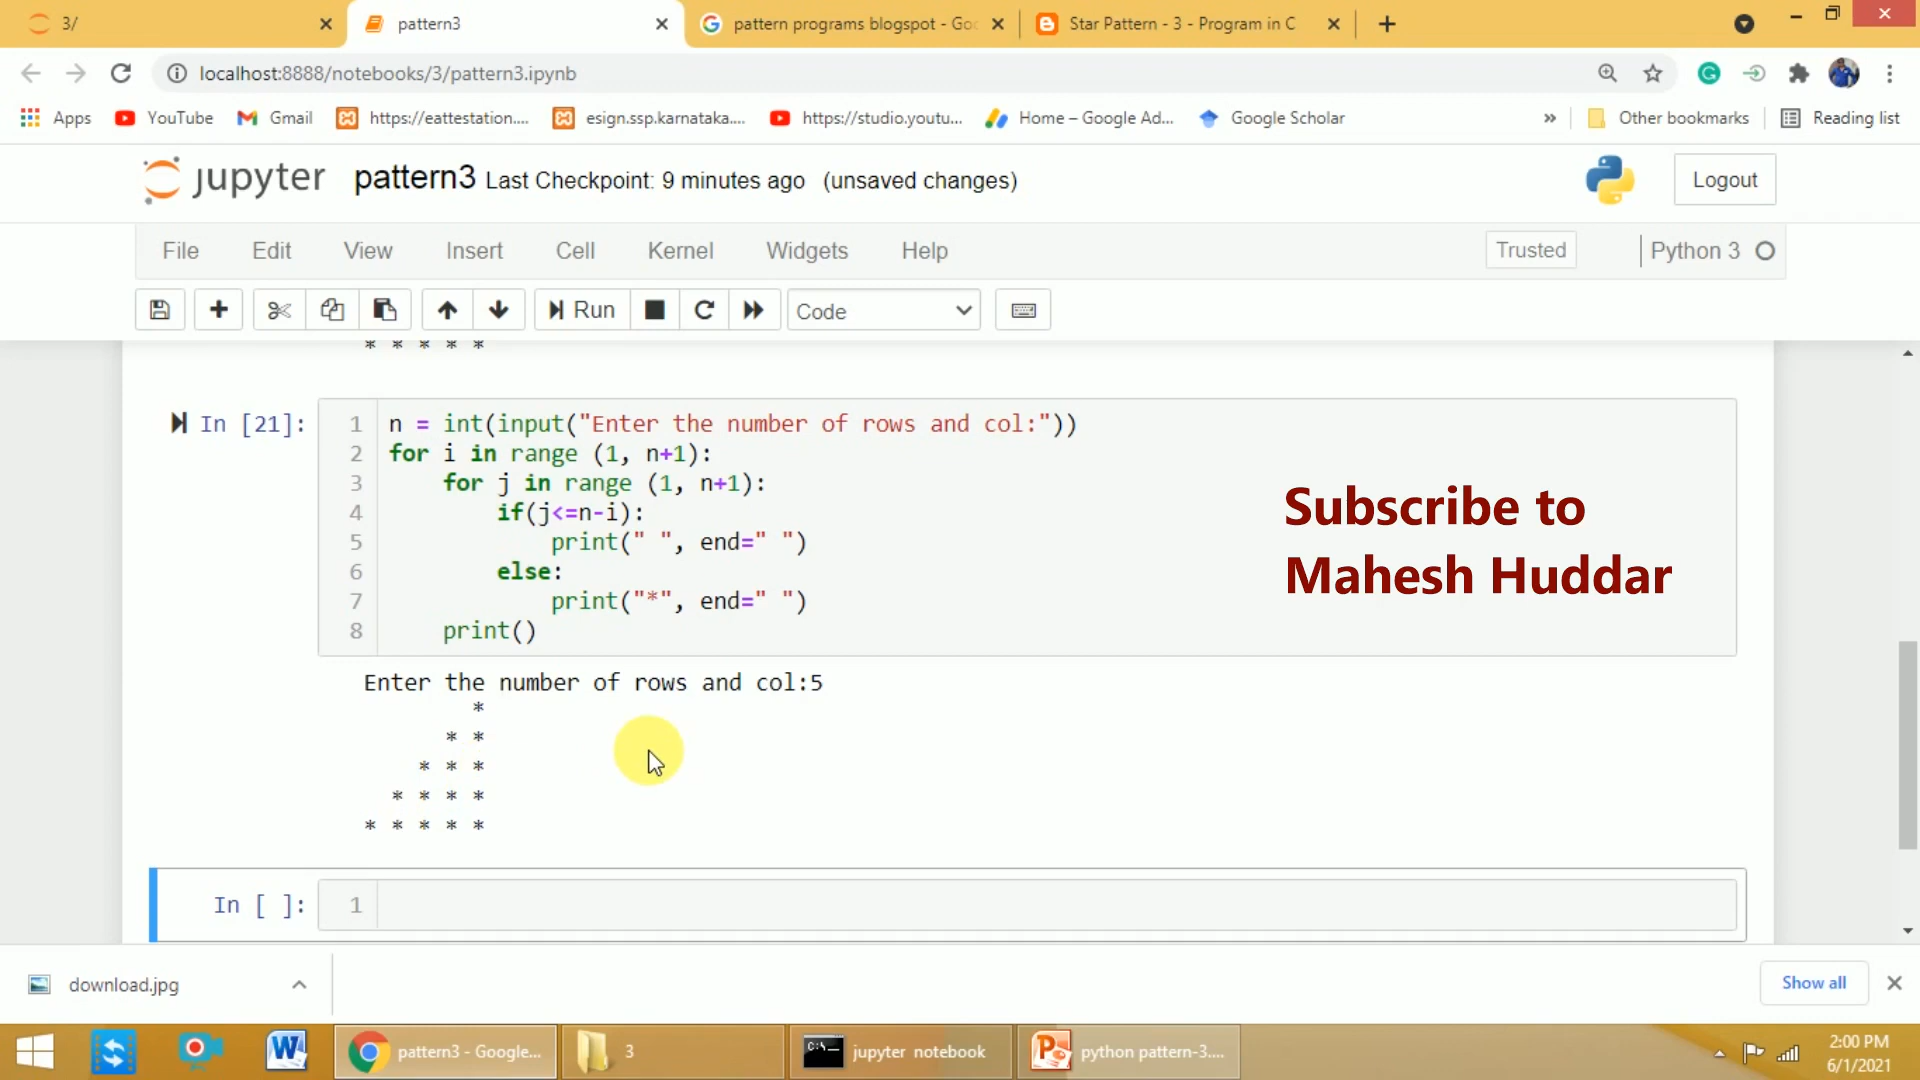 3/
pattern3
pattern programs blogspot - Goo
Star Pattern - 3 - Program in C
localhost:8888/notebooks/3/pattern3.ipynb
Apps
YouTube
Gmail
https://eattestation....
esign.ssp.karnataka....
https://studio.youtu...
Home – Google Ad...
Google Scholar
»
Other bookmarks
Reading list
jupyter
pattern3 Last Checkpoint: 9 minutes ago (unsaved changes)
Logout
File Edit View Insert Cell Kernel Widgets Help
Trusted
Python 3
Run
Code
* * * * *
In [21]:
1 n = int(input("Enter the number of rows and col:"))
2 for i in range (1, n+1):
3     for j in range (1, n+1):
4         if(j<=n-i):
5             print(" ", end=" ")
6         else:
7             print("*", end=" ")
8     print()
Subscribe to
Mahesh Huddar
Enter the number of rows and col:5
        *
      * *
    * * *
  * * * *
* * * * *
In [ ]: 1
download.jpg
Show all
pattern3 - Google...
3
C:\
jupyter notebook
python pattern-3....
2:00 PM
6/1/2021